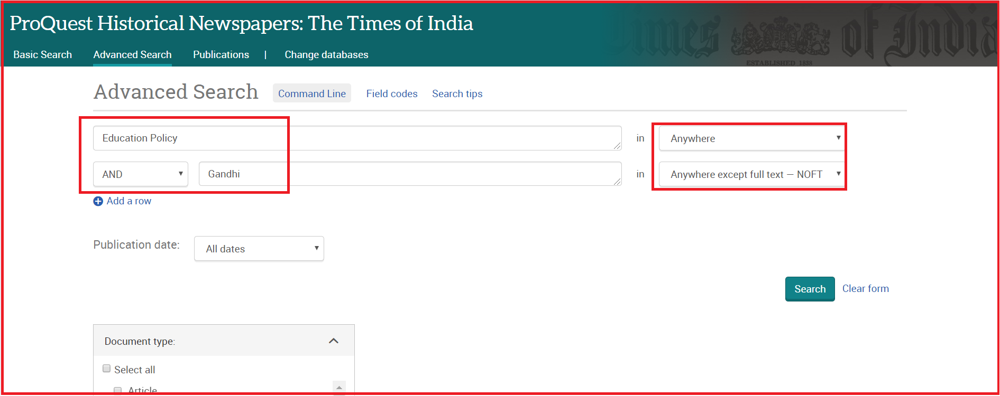 ProQuest Historical Newspapers: The Times of India
Times of India
ESTABLISHED 1838
Basic Search Advanced Search Publications | Change databases
Advanced Search Command Line Field codes Search tips
Education Policy in Anywhere
AND Gandhi in Anywhere except full text — NOFT
Add a row
Publication date: All dates
Search Clear form
Document type:
Select all
Article